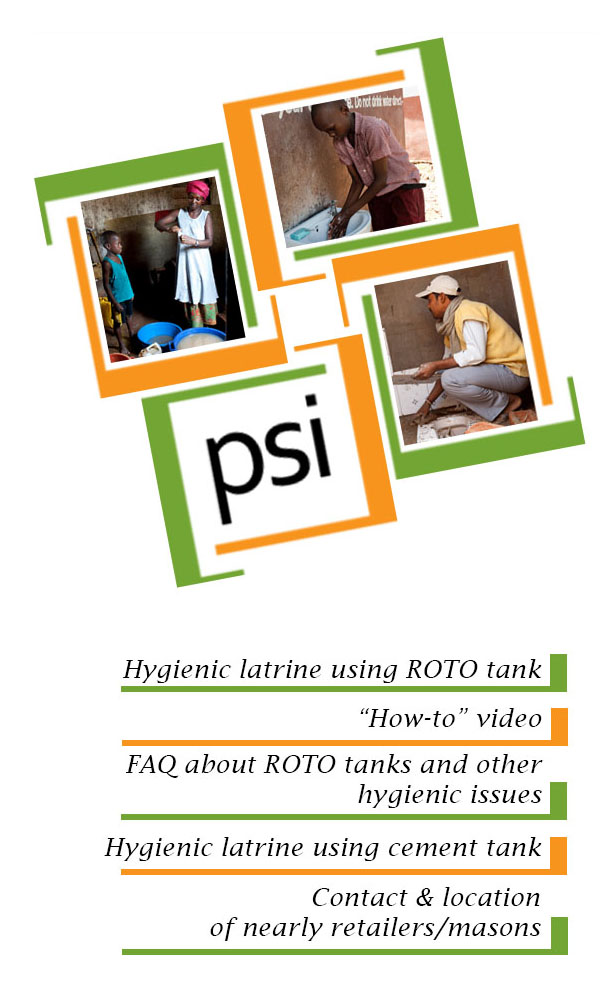 e. Do not drink water direct
psi
Hygienic latrine using ROTO tank
“How-to” video
FAQ about ROTO tanks and other
hygienic issues
Hygienic latrine using cement tank
Contact & location
of nearly retailers/masons